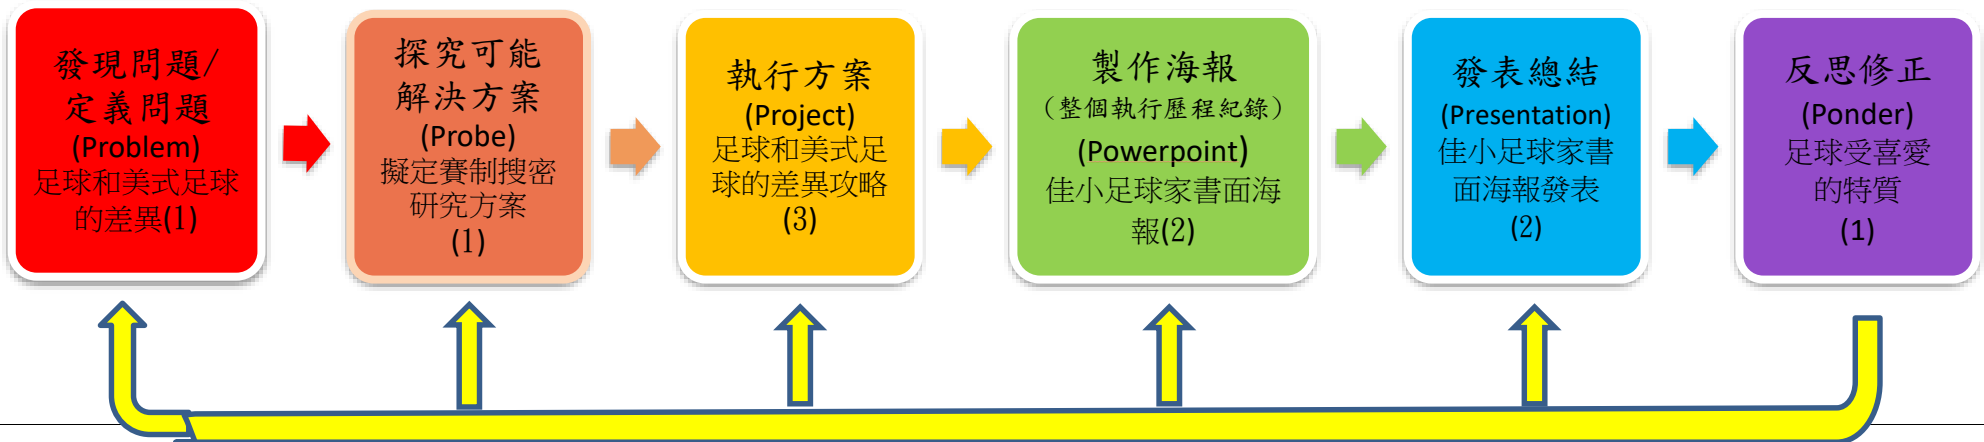 發現問題/
定義問題
(Problem)
足球和美式足球
的差異(1)
探究可能
解決方案
(Probe)
擬定賽制搜密
研究方案
(1)
執行方案
(Project)
足球和美式足
球的差異攻略
(3)
製作海報
（整個執行歷程紀錄）
(Powerpoint)
佳小足球家書面海
報(2)
發表總結
(Presentation)
佳小足球家書
面海報發表
(2)
反思修正
(Ponder)
足球受喜愛
的特質
(1)